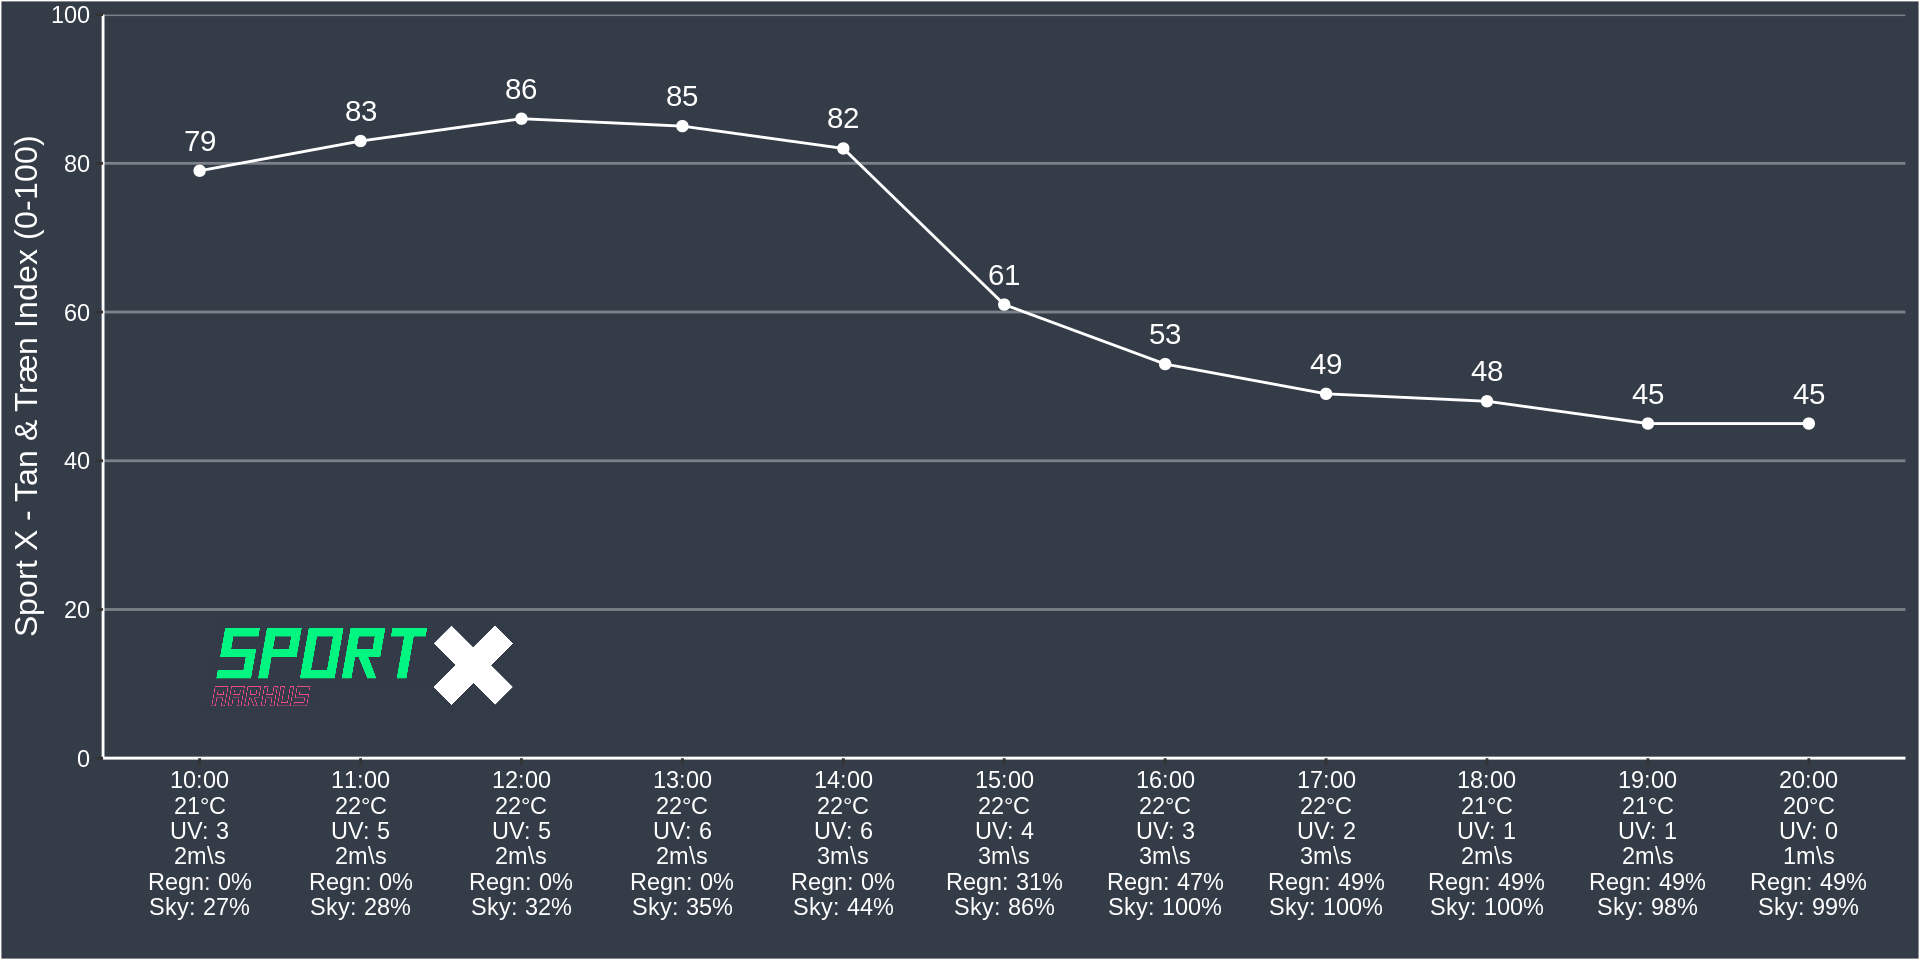 Sport X - Tan & Træn Index (0-100)
100
80
60
40
20
0
79
83
86
85
82
61
53
49
48
45
45
SPORT X
AARHUS
10:00 11:00 12:00 13:00 14:00 15:00 16:00 17:00 18:00 19:00 20:00
21°C 22°C 22°C 22°C 22°C 22°C 22°C 22°C 21°C 21°C 20°C
UV: 3 UV: 5 UV: 5 UV: 6 UV: 6 UV: 4 UV: 3 UV: 2 UV: 1 UV: 1 UV: 0
2m\s 2m\s 2m\s 2m\s 3m\s 3m\s 3m\s 3m\s 2m\s 2m\s 1m\s
Regn: 0% Regn: 0% Regn: 0% Regn: 0% Regn: 0% Regn: 31% Regn: 47% Regn: 49% Regn: 49% Regn: 49% Regn: 49%
Sky: 27% Sky: 28% Sky: 32% Sky: 35% Sky: 44% Sky: 86% Sky: 100% Sky: 100% Sky: 100% Sky: 98% Sky: 99%